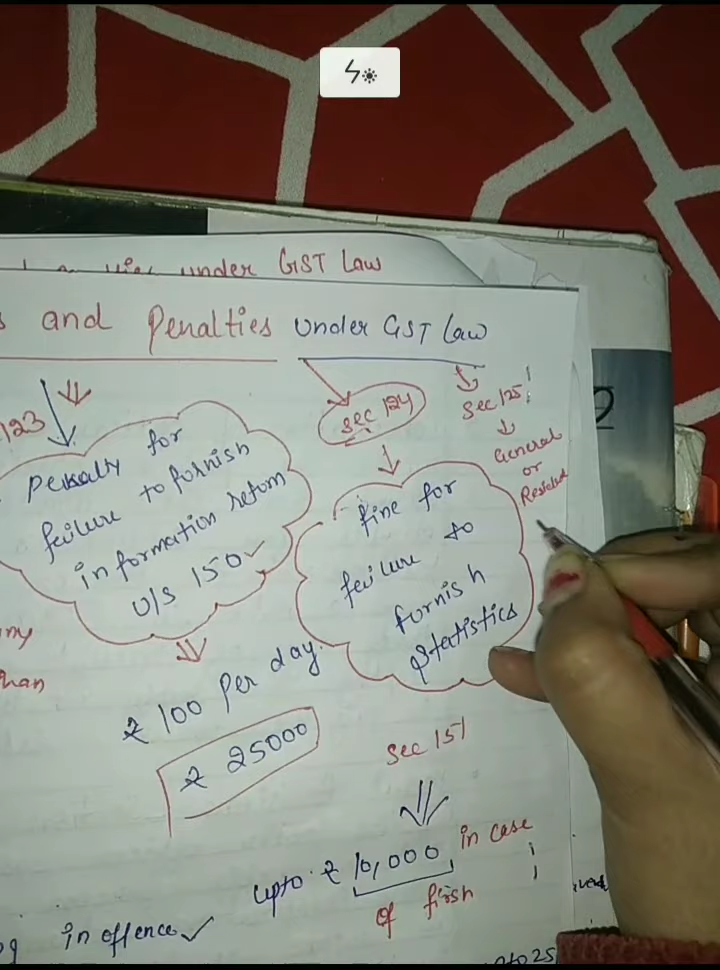 under GST Law
and Penalties under GST Law
123
Penalty for
failure to furnish
information return
U/S 150 ✓
₹ 100 Per day
₹ 25000
sec 124
fine for
failure to
furnish
statistics
sec 151
upto ₹ 10,000 in case
of first
Sec 125
General
or
in offence ✓
han
2